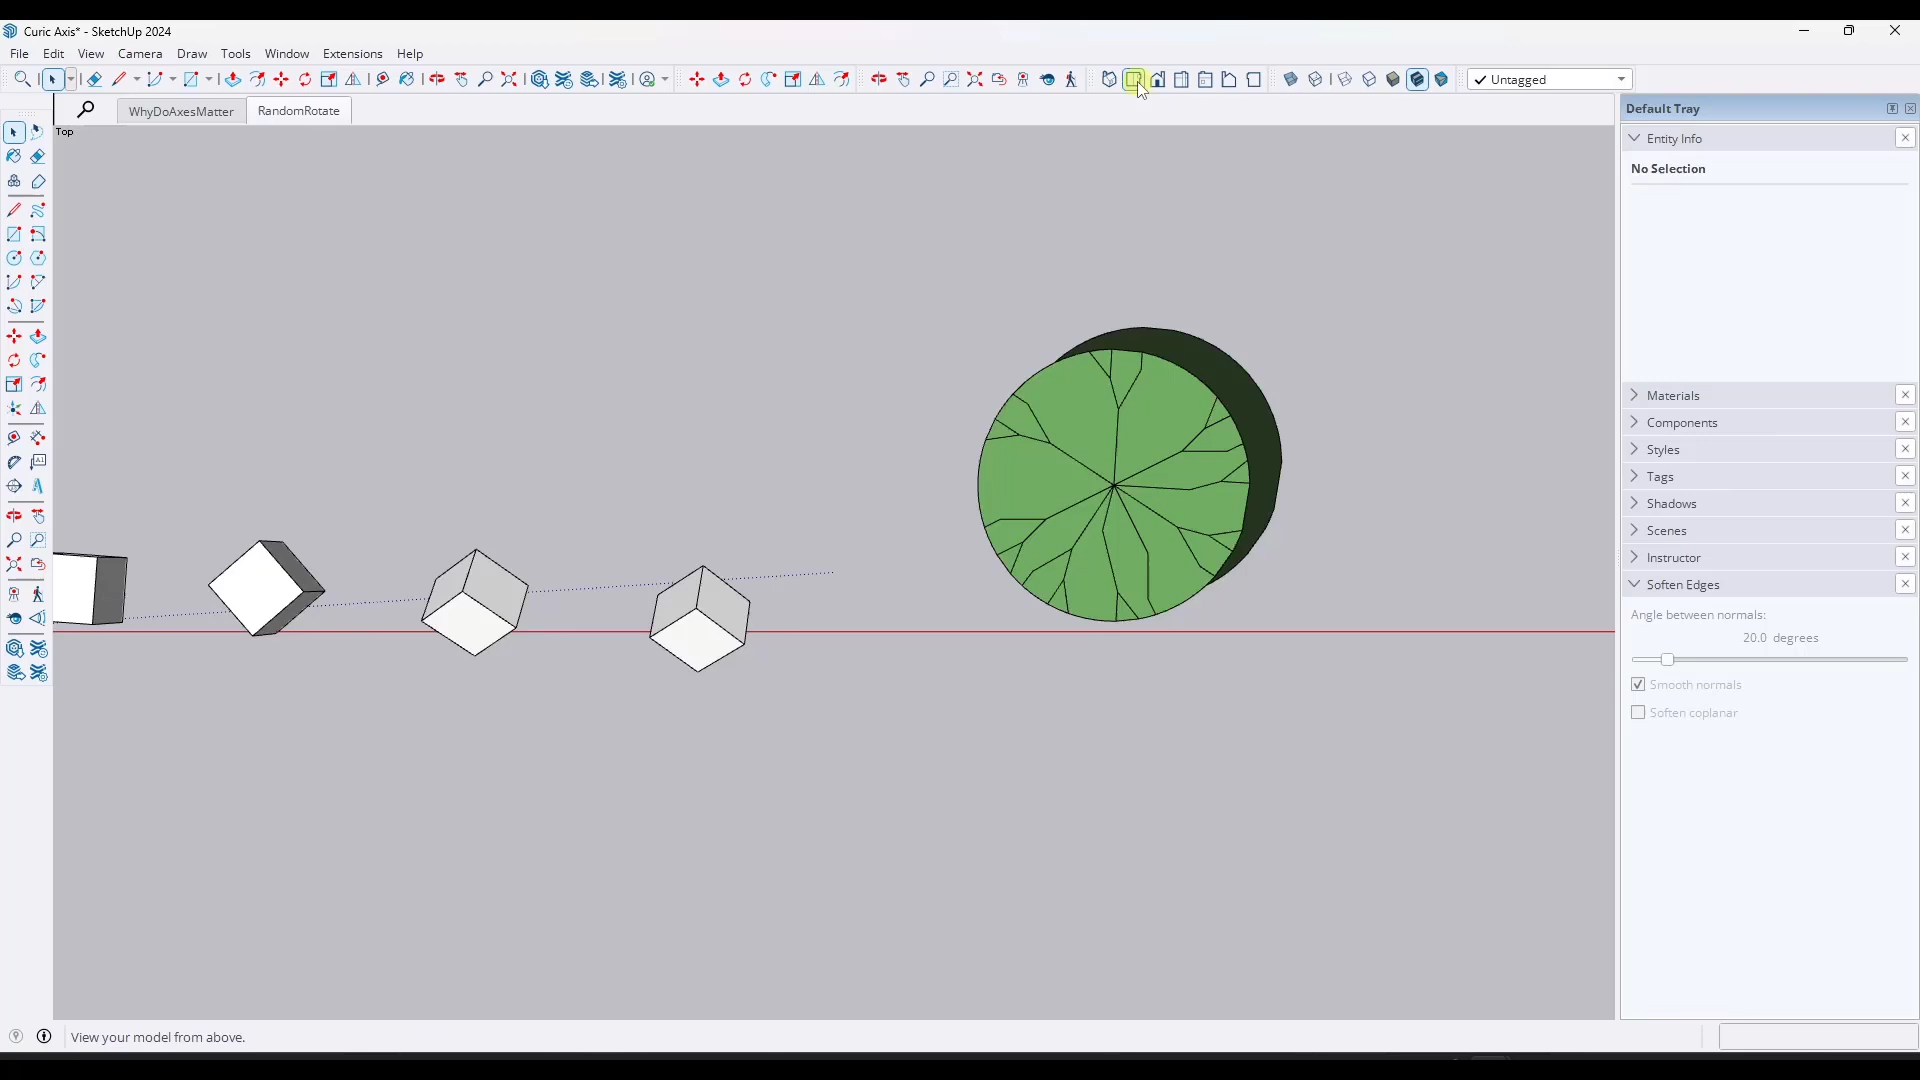 Curic Axis* - SketchUp 2024
File Edit View Camera Draw Tools Window Extensions Help
Untagged
WhyDoAxesMatter RandomRotate
Top
Default Tray
Entity Info
No Selection
Materials
Components
Styles
Tags
Shadows
Scenes
Instructor
Soften Edges
Angle between normals:
20.0 degrees
Smooth normals
Soften coplanar
View your model from above.